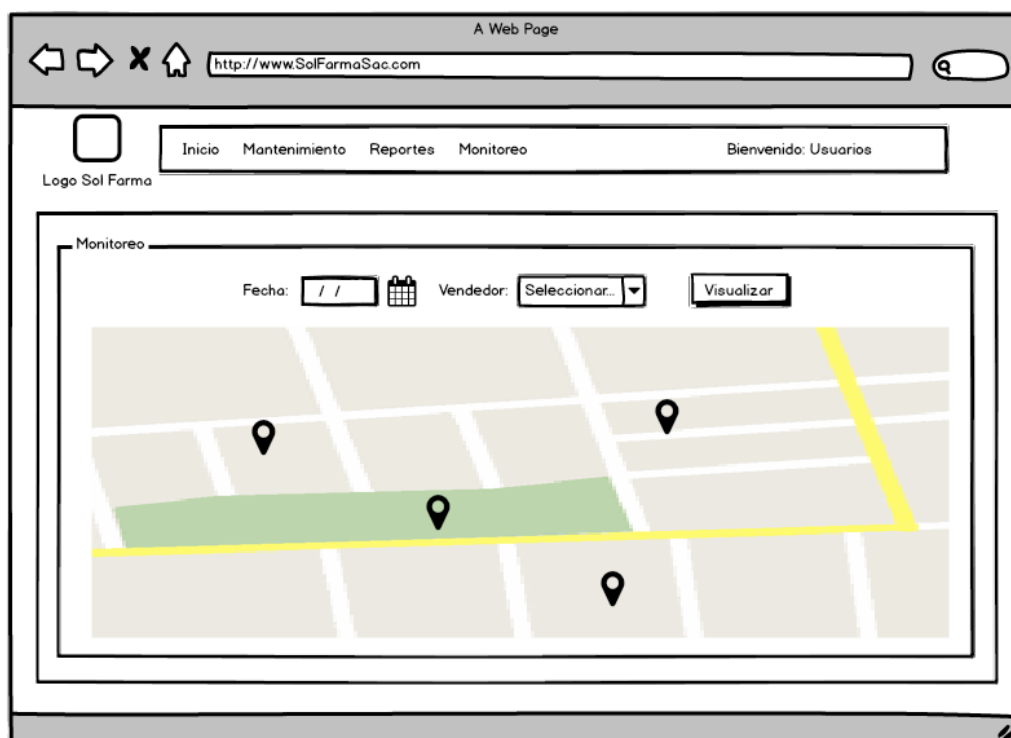 A Web Page
http://www.SolFarmaSac.com
Inicio Mantenimiento Reportes Monitoreo Bienvenido: Usuarios
Logo Sol Farma
Monitoreo
Fecha: / / Vendedor: Seleccionar... Visualizar